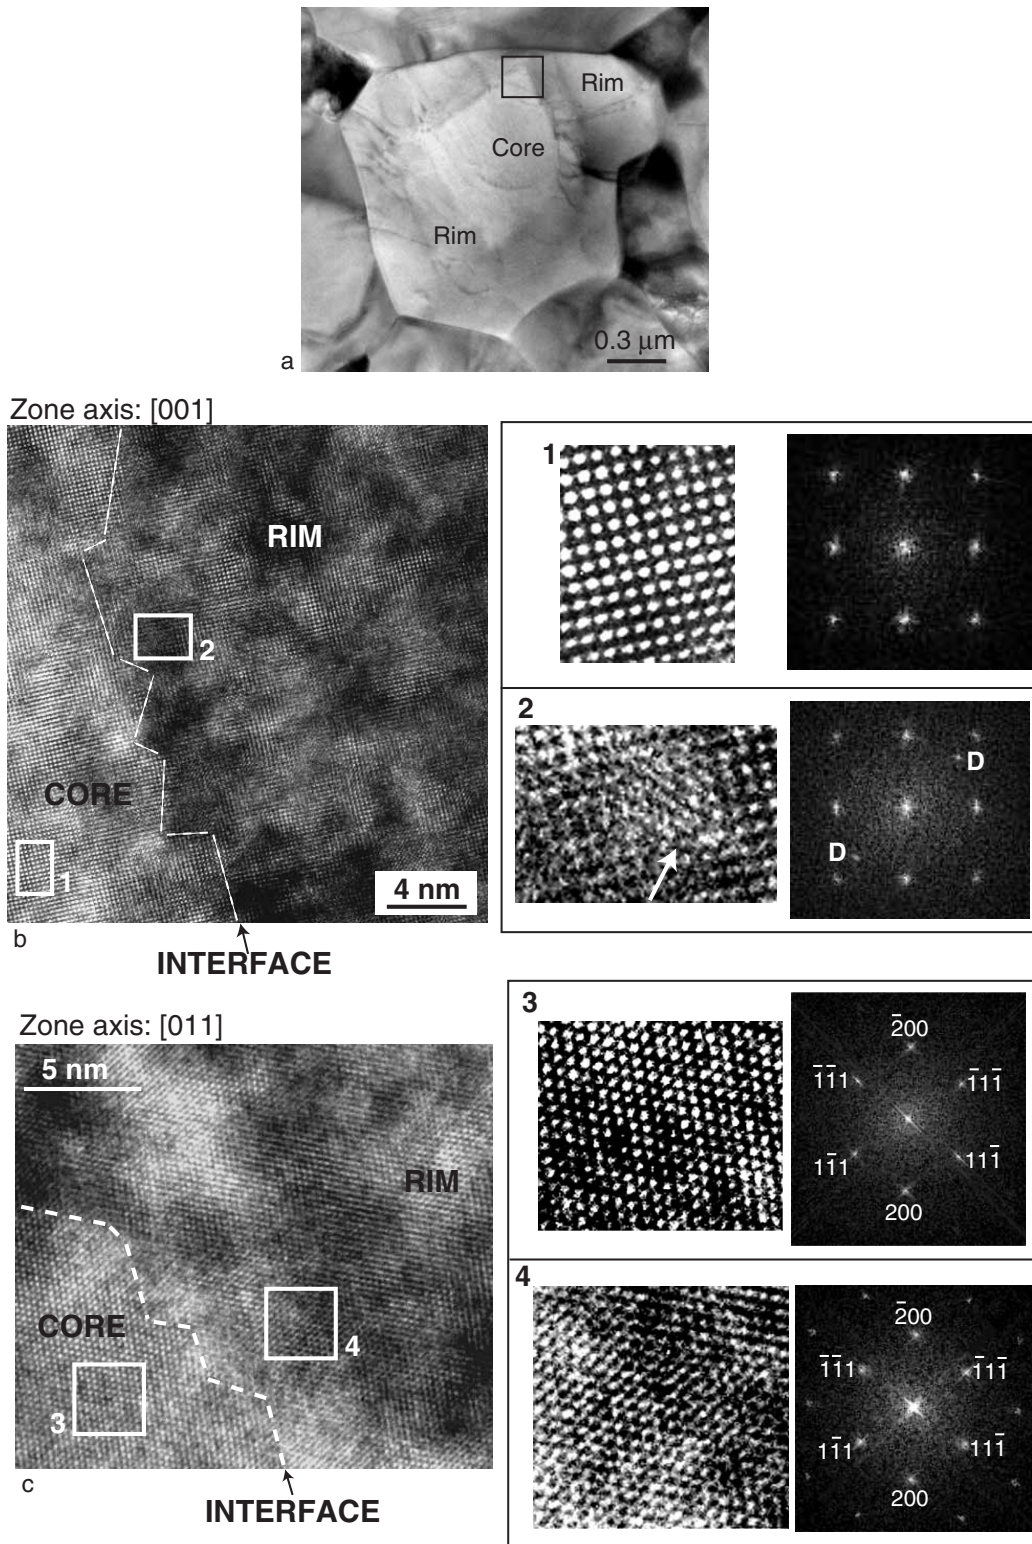 Rim
Core
Rim
0.3 µm
a
Zone axis: [001]
RIM
2
CORE
1
4 nm
b
INTERFACE
1
2
D
D
Zone axis: [011]
5 nm
RIM
CORE
4
3
c
INTERFACE
3
2̅00
1̅1̅1
1̅11̅
11̅1
111̅
200
4
2̅00
1̅1̅1
1̅11̅
11̅1
111̅
200